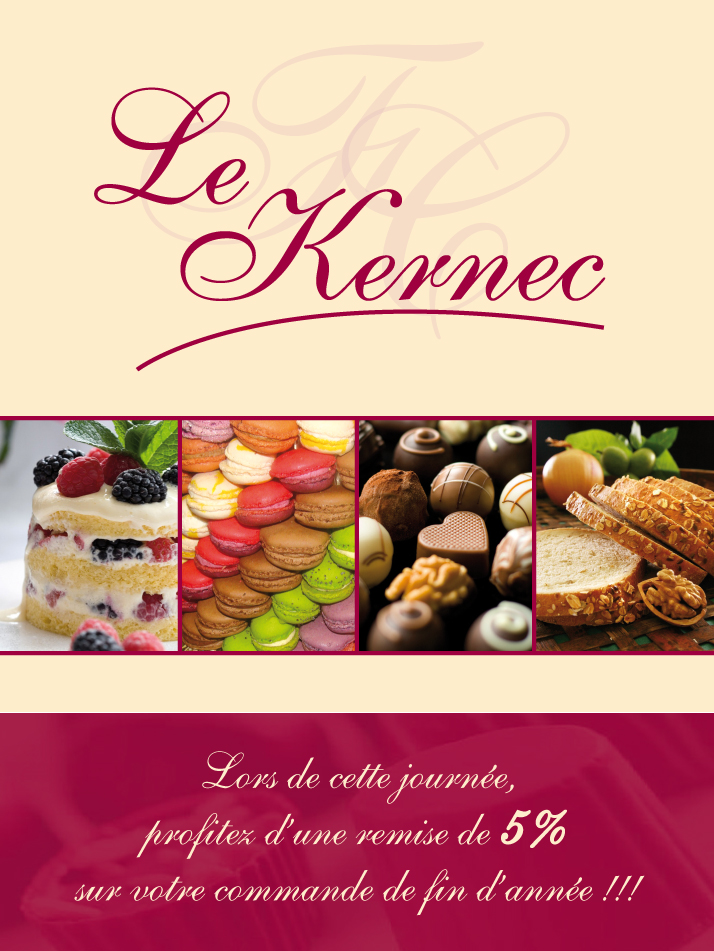 Le
Kernec
Lors de cette journée,
profitez d'une remise de 5%
sur votre commande de fin d'année !!!